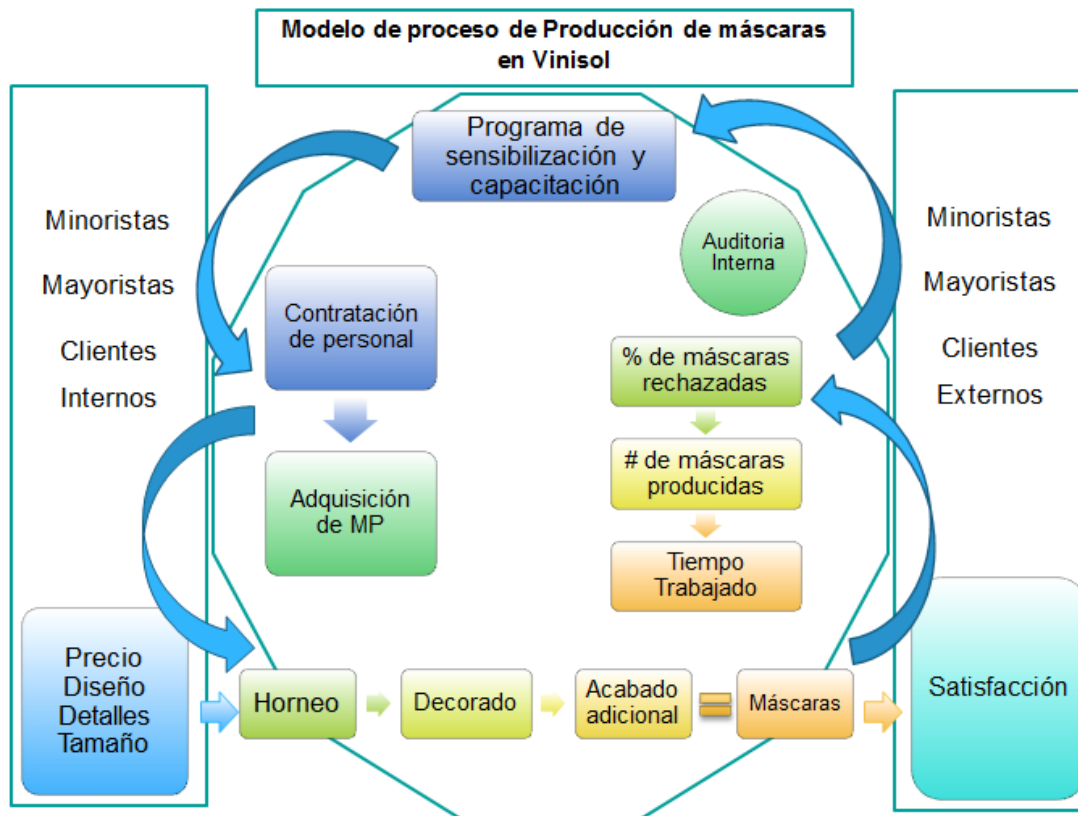 Modelo de proceso de Producción de máscaras
en Vinisol
Programa de
sensibilización y
capacitación
Auditoria
Interna
Minoristas
Mayoristas
Clientes
Internos
Contratación
de personal
Adquisición
de MP
% de máscaras
rechazadas
# de máscaras
producidas
Tiempo
Trabajado
Minoristas
Mayoristas
Clientes
Externos
Precio
Diseño
Detalles
Tamaño
Horneo
Decorado
Acabado
adicional
Máscaras
Satisfacción